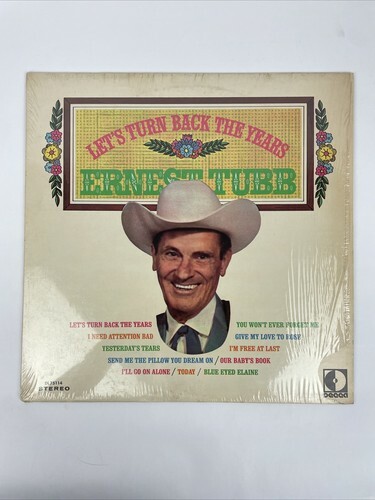 LET'S TURN BACK THE YEARS
ERNEST TUBB
LET'S TURN BACK THE YEARS
I NEED ATTENTION BAD
YESTERDAY'S TEARS
YOU WON'T EVER FORGET ME
GIVE MY LOVE TO ROSE
I'M FREE AT LAST
SEND ME THE PILLOW YOU DREAM ON / OUR BABY'S BOOK
I'LL GO ON ALONE / TODAY / BLUE EYED ELAINE
DL75114
STEREO
DECCA